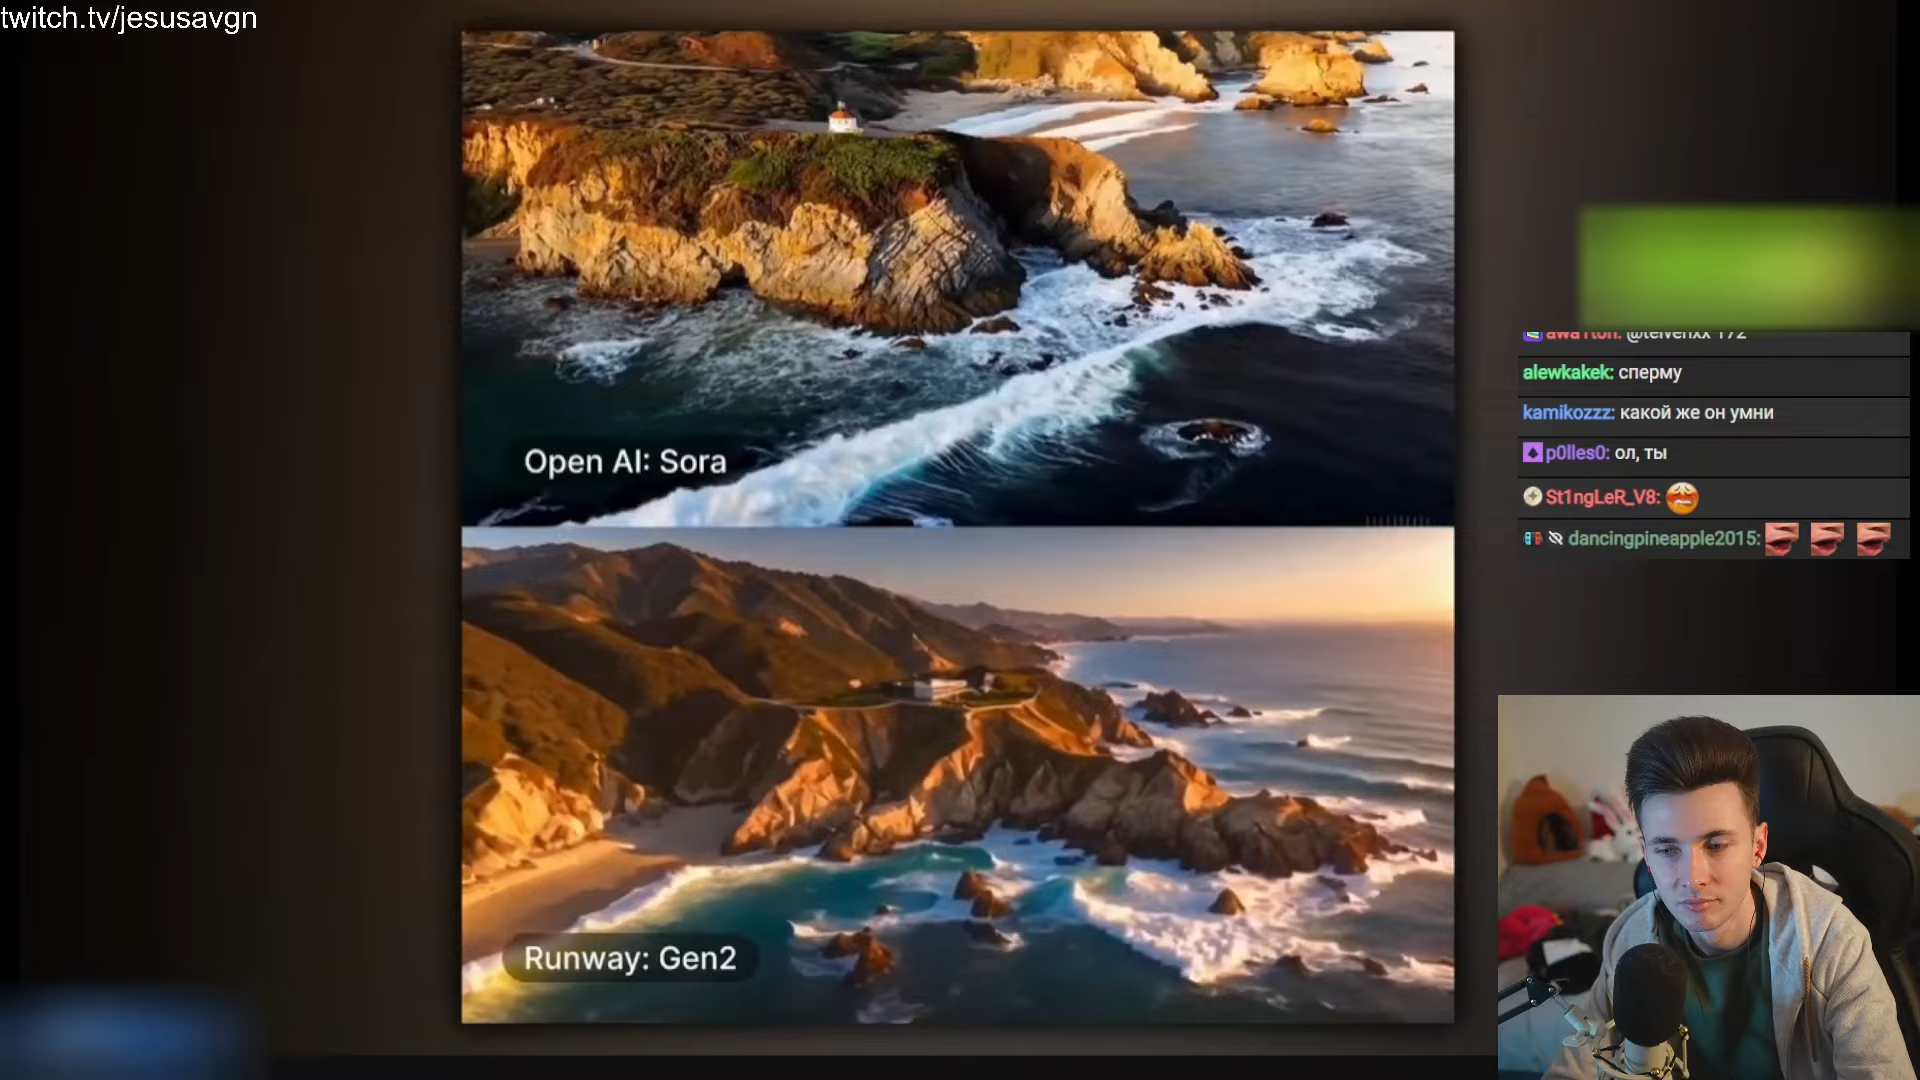 twitch.tv/jesusavgn
Open AI: Sora
Runway: Gen2
alewkakek: сперму
kamikozzz: какой же он умни
p0lles0: ол, ты
St1ngLeR_V8:
dancingpineapple2015: